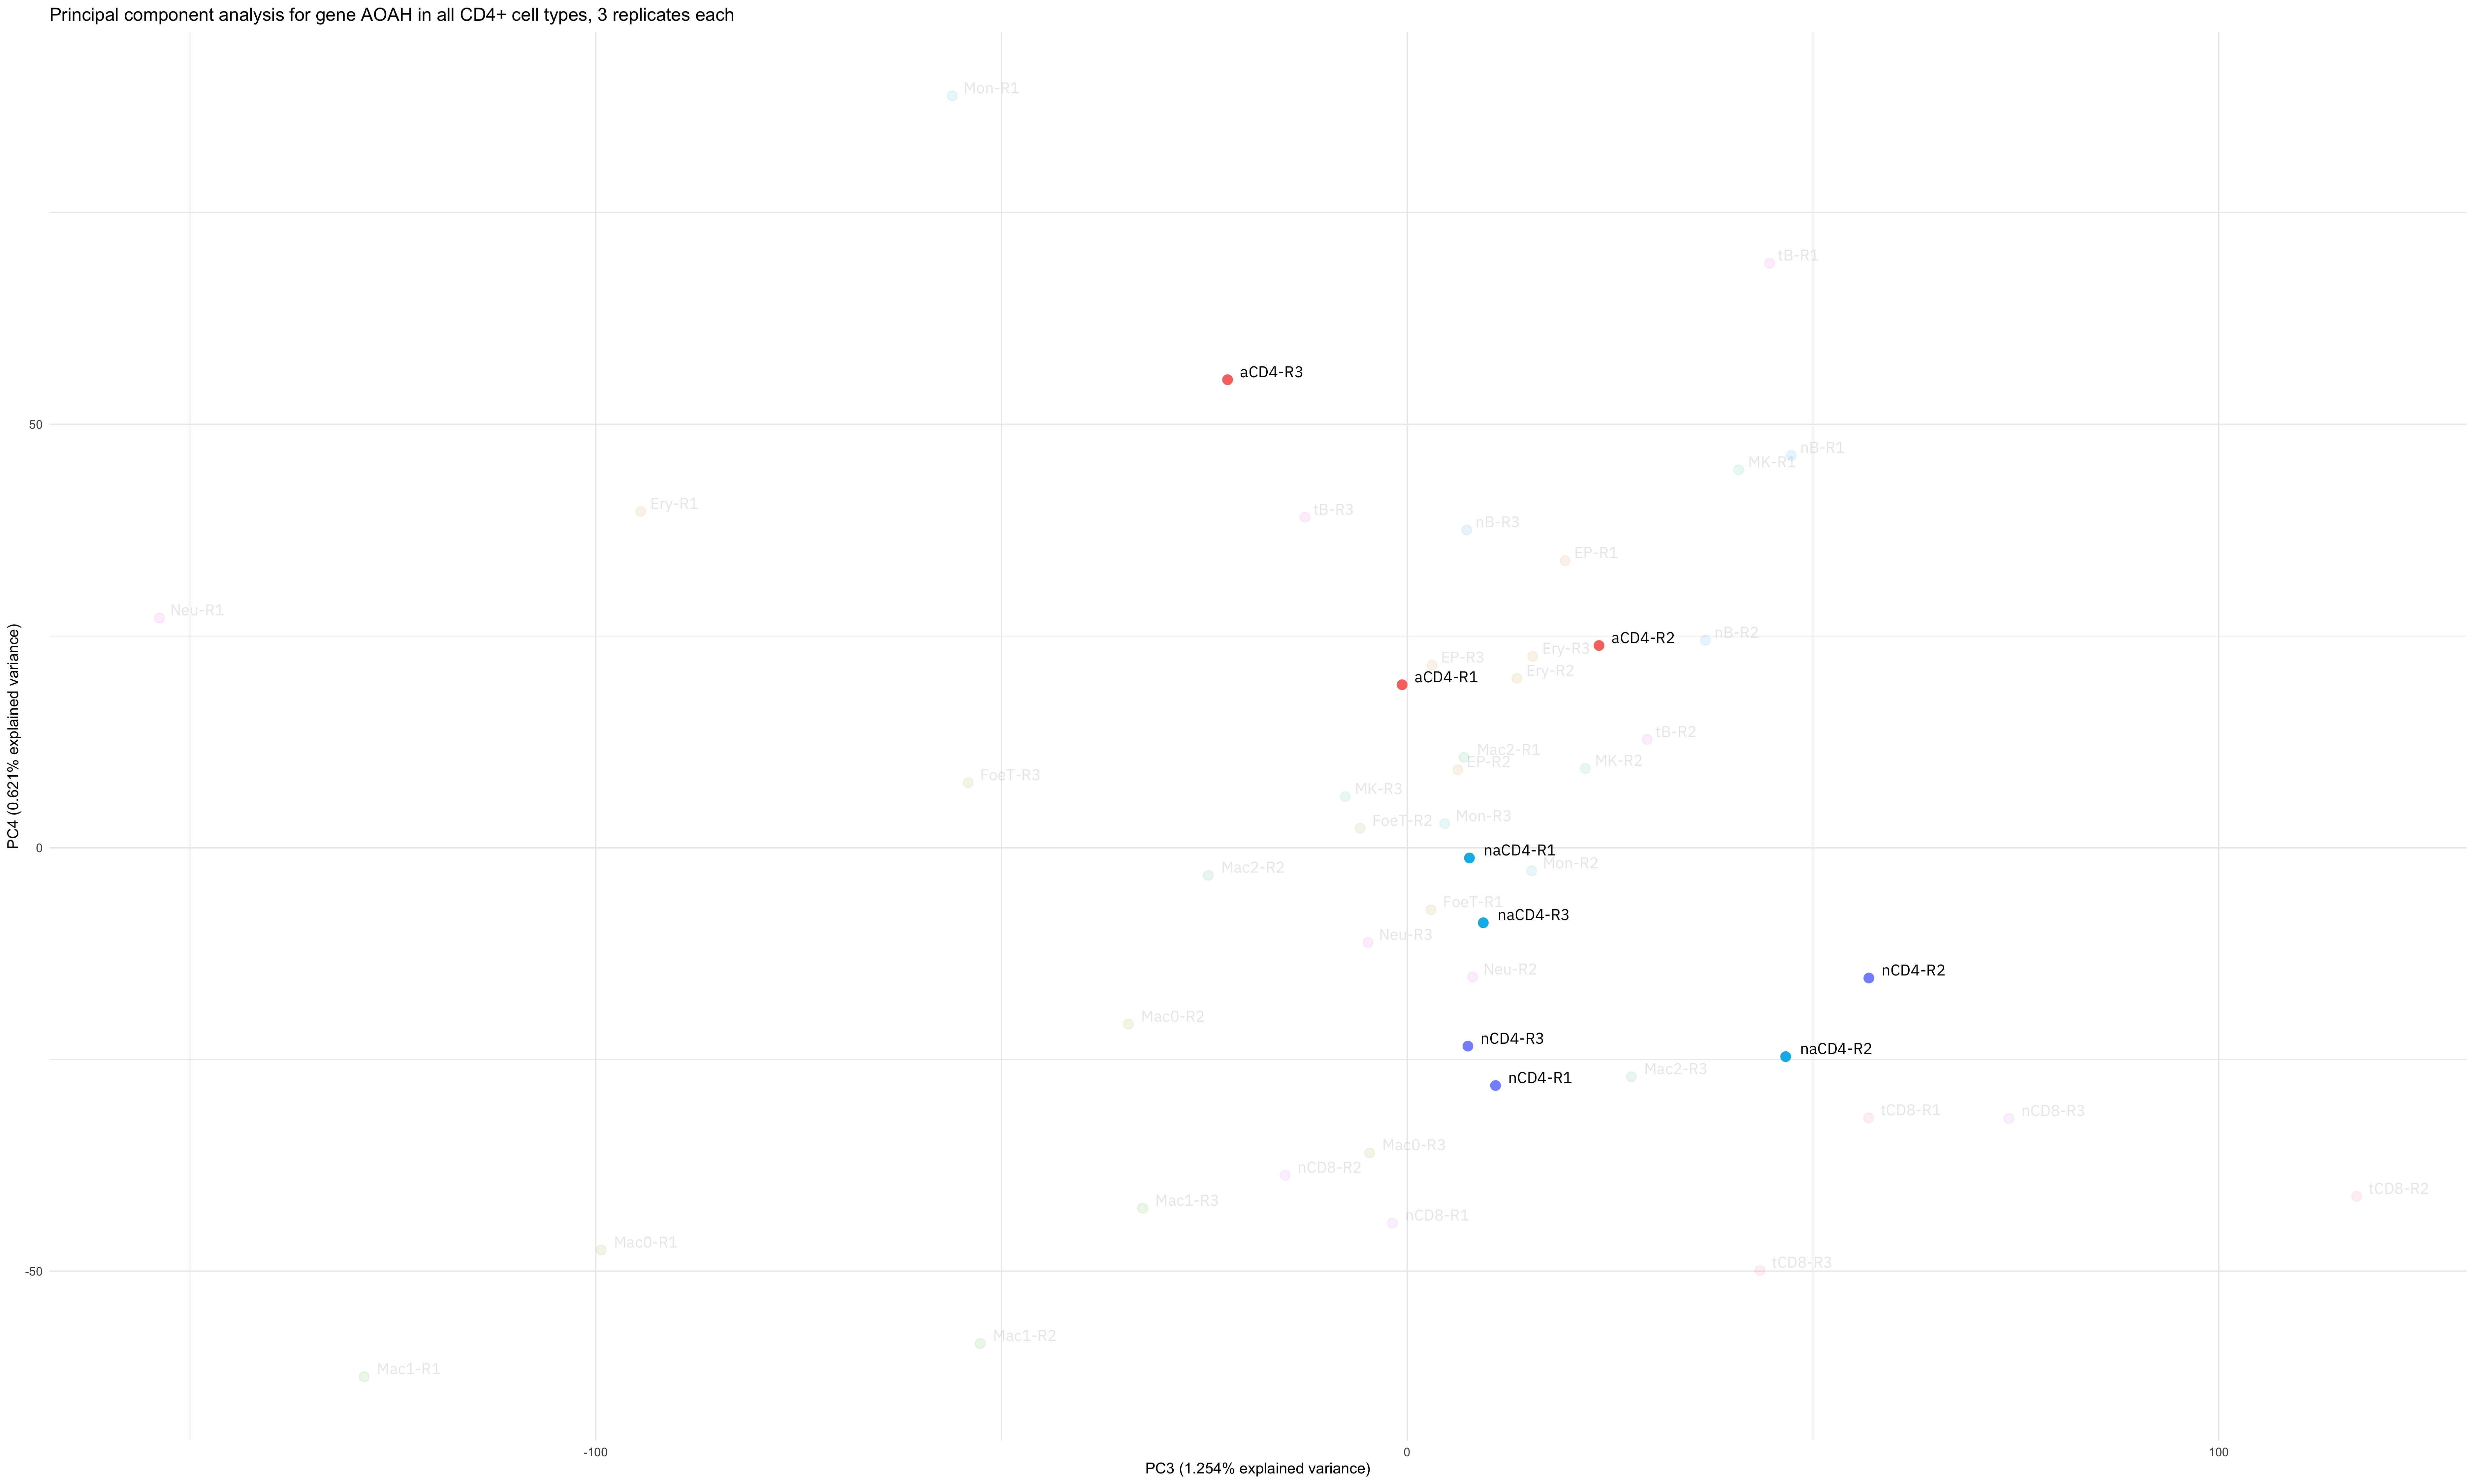 Principal component analysis for gene AOAH in all CD4+ cell types, 3 replicates each
Mon-R1
tB-R1
aCD4-R3
50
nB-R1
MK-R1
Ery-R1
tB-R3
nB-R3
EP-R1
Neu-R1
nB-R2
aCD4-R2
Ery-R3
EP-R3
Ery-R2
aCD4-R1
tB-R2
Mac2-R1
EP-R2
MK-R2
FoeT-R3
MK-R3
Mon-R3
FoeT-R2
0
naCD4-R1
Mon-R2
Mac2-R2
FoeT-R1
naCD4-R3
Neu-R3
Neu-R2
nCD4-R2
Mac0-R2
nCD4-R3
naCD4-R2
Mac2-R3
nCD4-R1
tCD8-R1
nCD8-R3
Mac0-R3
nCD8-R2
tCD8-R2
Mac1-R3
nCD8-R1
Mac0-R1
tCD8-R3
-50
Mac1-R2
Mac1-R1
-100
0
100
PC3 (1.254% explained variance)
PC4 (0.621% explained variance)